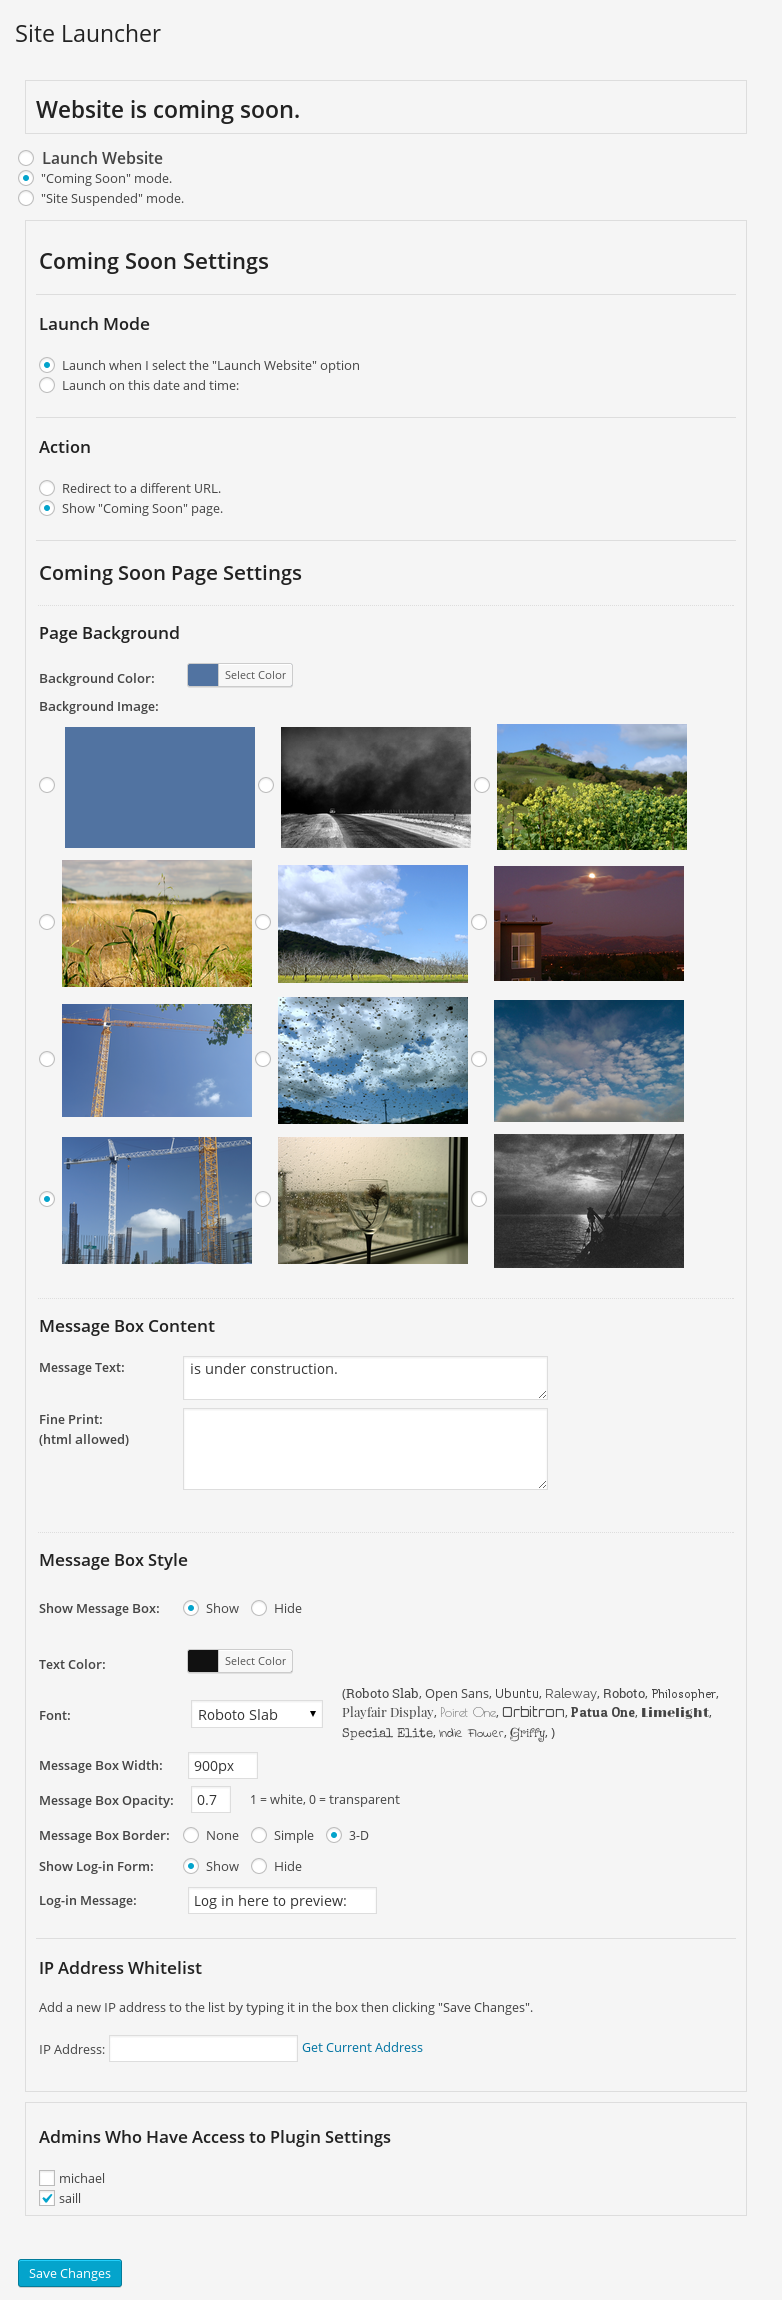 Site Launcher
Website is coming soon.
Launch Website
"Coming Soon" mode.
"Site Suspended" mode.
Coming Soon Settings
Launch Mode
Launch when I select the "Launch Website" option
Launch on this date and time:
Action
Redirect to a different URL.
Show "Coming Soon" page.
Coming Soon Page Settings
Page Background
Background Color: Select Color
Background Image:
Message Box Content
Message Text: is under construction.
Fine Print:
(html allowed)
Message Box Style
Show Message Box: Show Hide
Text Color: Select Color
(Roboto Slab, Open Sans, Ubuntu, Raleway, Roboto, Philosopher,
Font: Roboto Slab Playfair Display, Poiret One, Orbitron, Patua One, Limelight,
Special Elite, Indie Flower, Griffy, )
Message Box Width: 900px
Message Box Opacity: 0.7 1 = white, 0 = transparent
Message Box Border: None Simple 3-D
Show Log-in Form: Show Hide
Log-in Message: Log in here to preview:
IP Address Whitelist
Add a new IP address to the list by typing it in the box then clicking "Save Changes".
IP Address: Get Current Address
Admins Who Have Access to Plugin Settings
michael
saill
Save Changes